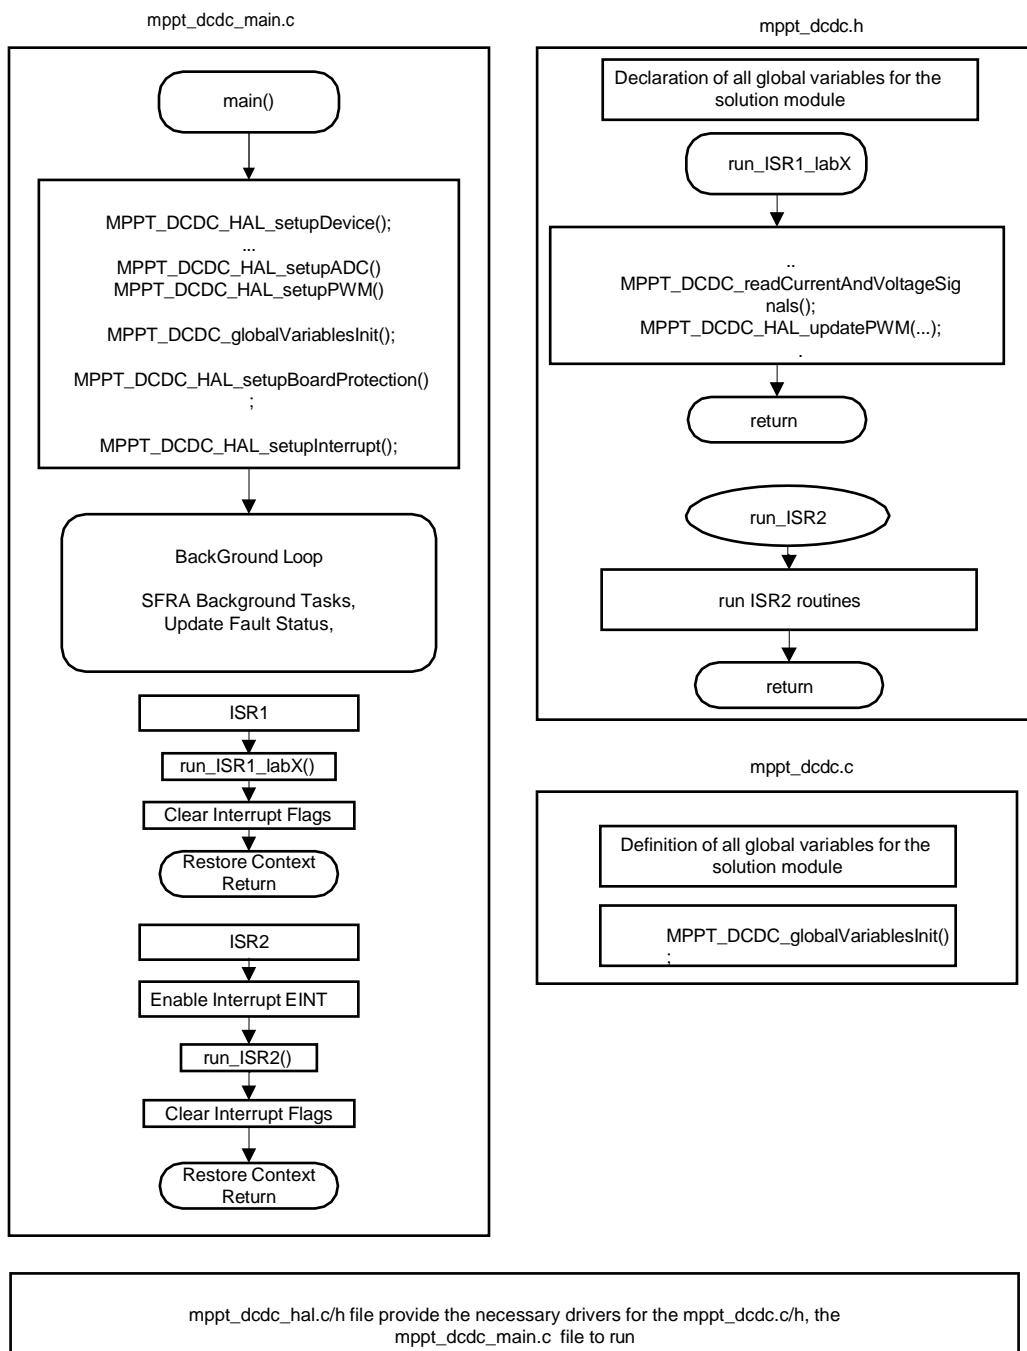 mppt_dcdc_main.c
main()
MPPT_DCDC_HAL_setupDevice();
...
MPPT_DCDC_HAL_setupADC()
MPPT_DCDC_HAL_setupPWM()
MPPT_DCDC_globalVariablesInit();
MPPT_DCDC_HAL_setupBoardProtection()
;
MPPT_DCDC_HAL_setupInterrupt();
BackGround Loop
SFRA Background Tasks,
Update Fault Status,
ISR1
run_ISR1_labX()
Clear Interrupt Flags
Restore Context
Return
ISR2
Enable Interrupt EINT
run_ISR2()
Clear Interrupt Flags
Restore Context
Return
mppt_dcdc.h
Declaration of all global variables for the
solution module
run_ISR1_labX
..
MPPT_DCDC_readCurrentAndVoltageSig
nals();
MPPT_DCDC_HAL_updatePWM(...);
.
return
run_ISR2
run ISR2 routines
return
mppt_dcdc.c
Definition of all global variables for the
solution module
MPPT_DCDC_globalVariablesInit()
;
mppt_dcdc_hal.c/h file provide the necessary drivers for the mppt_dcdc.c/h, the
mppt_dcdc_main.c file to run